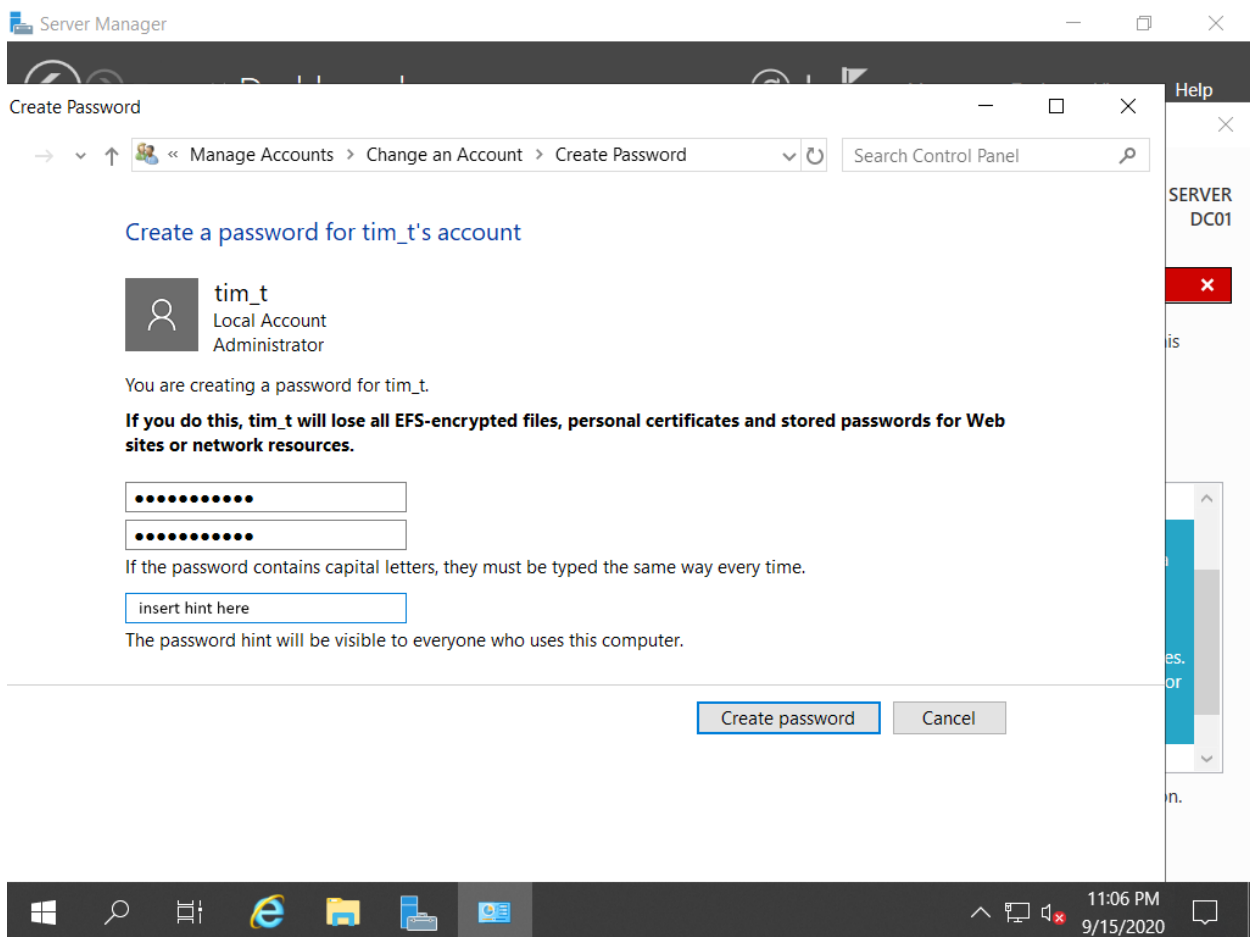 Server Manager
Help
Create Password
« Manage Accounts > Change an Account > Create Password
Search Control Panel
SERVER
DC01
Create a password for tim_t's account
tim_t
Local Account
Administrator
is
You are creating a password for tim_t.
If you do this, tim_t will lose all EFS-encrypted files, personal certificates and stored passwords for Web
sites or network resources.
If the password contains capital letters, they must be typed the same way every time.
insert hint here
The password hint will be visible to everyone who uses this computer.
es.
or
Create password
Cancel
on.
11:06 PM
9/15/2020